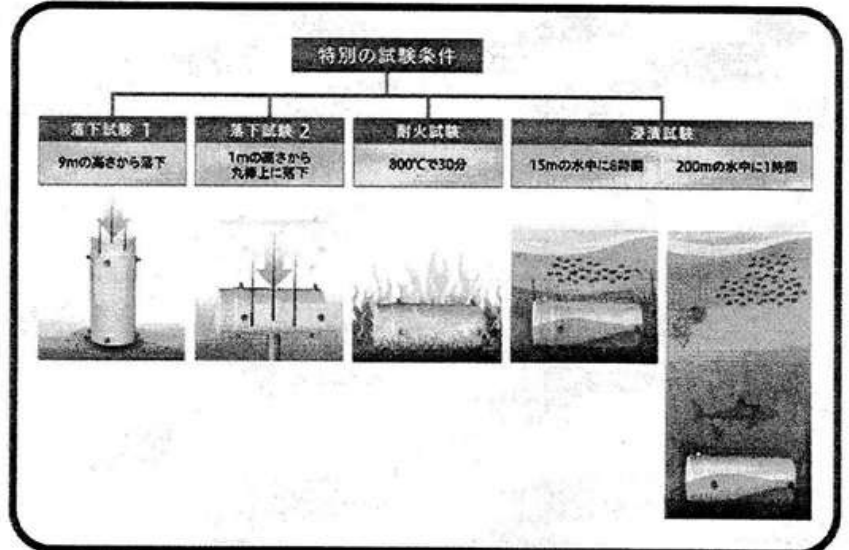 特別の試験条件
落下試験 1
9mの高さから落下
落下試験 2
1mの高さから
丸棒上に落下
耐火試験
800℃で30分
浸漬試験
15mの水中に8時間
200mの水中に1時間